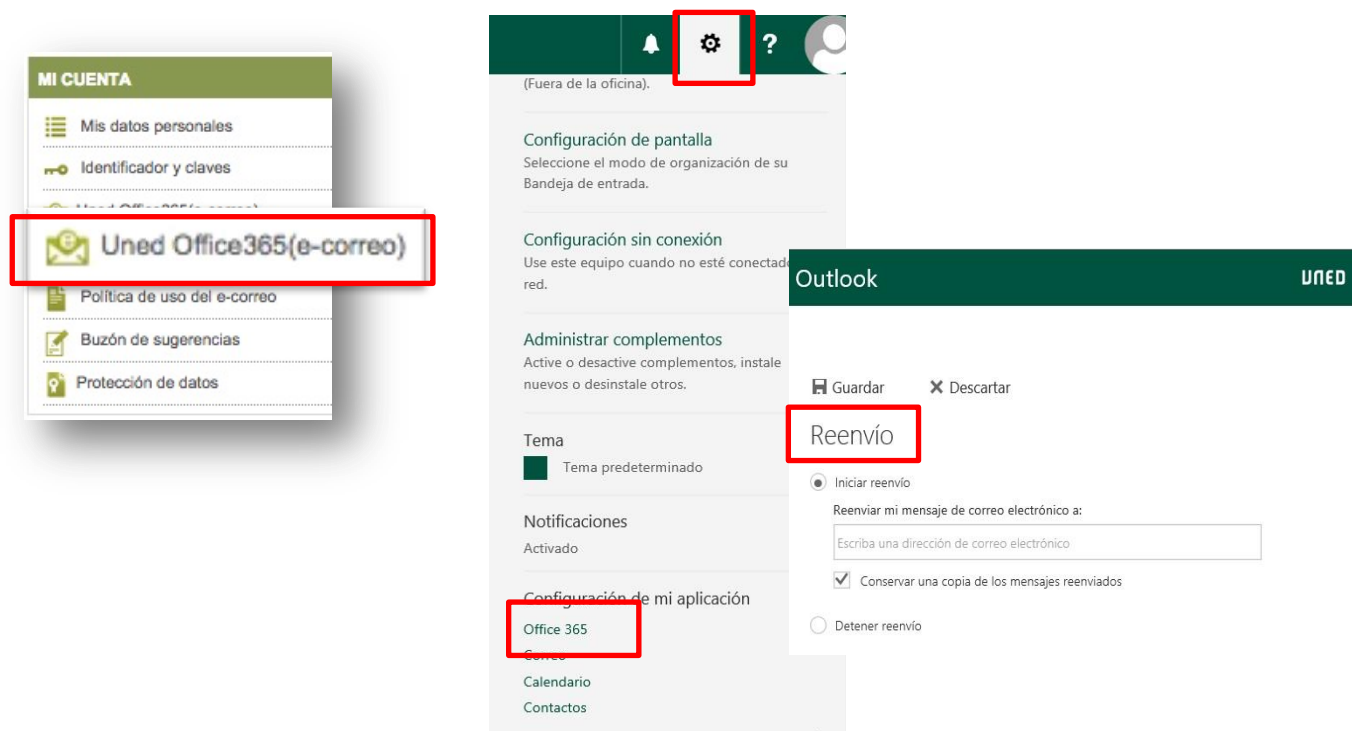 MI CUENTA
Mis datos personales
Identificador y claves
Uned Office365(e-correo)
Uned Office365(e-correo)
Política de uso del e-correo
Buzón de sugerencias
Protección de datos
?
(Fuera de la oficina).
Configuración de pantalla
Seleccione el modo de organización de su
Bandeja de entrada.
Configuración sin conexión
Use este equipo cuando no esté conectado
red.
Administrar complementos
Active o desactive complementos, instale
nuevos o desinstale otros.
Tema
Tema predeterminado
Notificaciones
Activado
Configuración de mi aplicación
Office 365
Correo
Calendario
Contactos
Outlook
UNED
Guardar
Descartar
Reenvío
Iniciar reenvío
Reenviar mi mensaje de correo electrónico a:
Escriba una dirección de correo electrónico
Conservar una copia de los mensajes reenviados
Detener reenvío